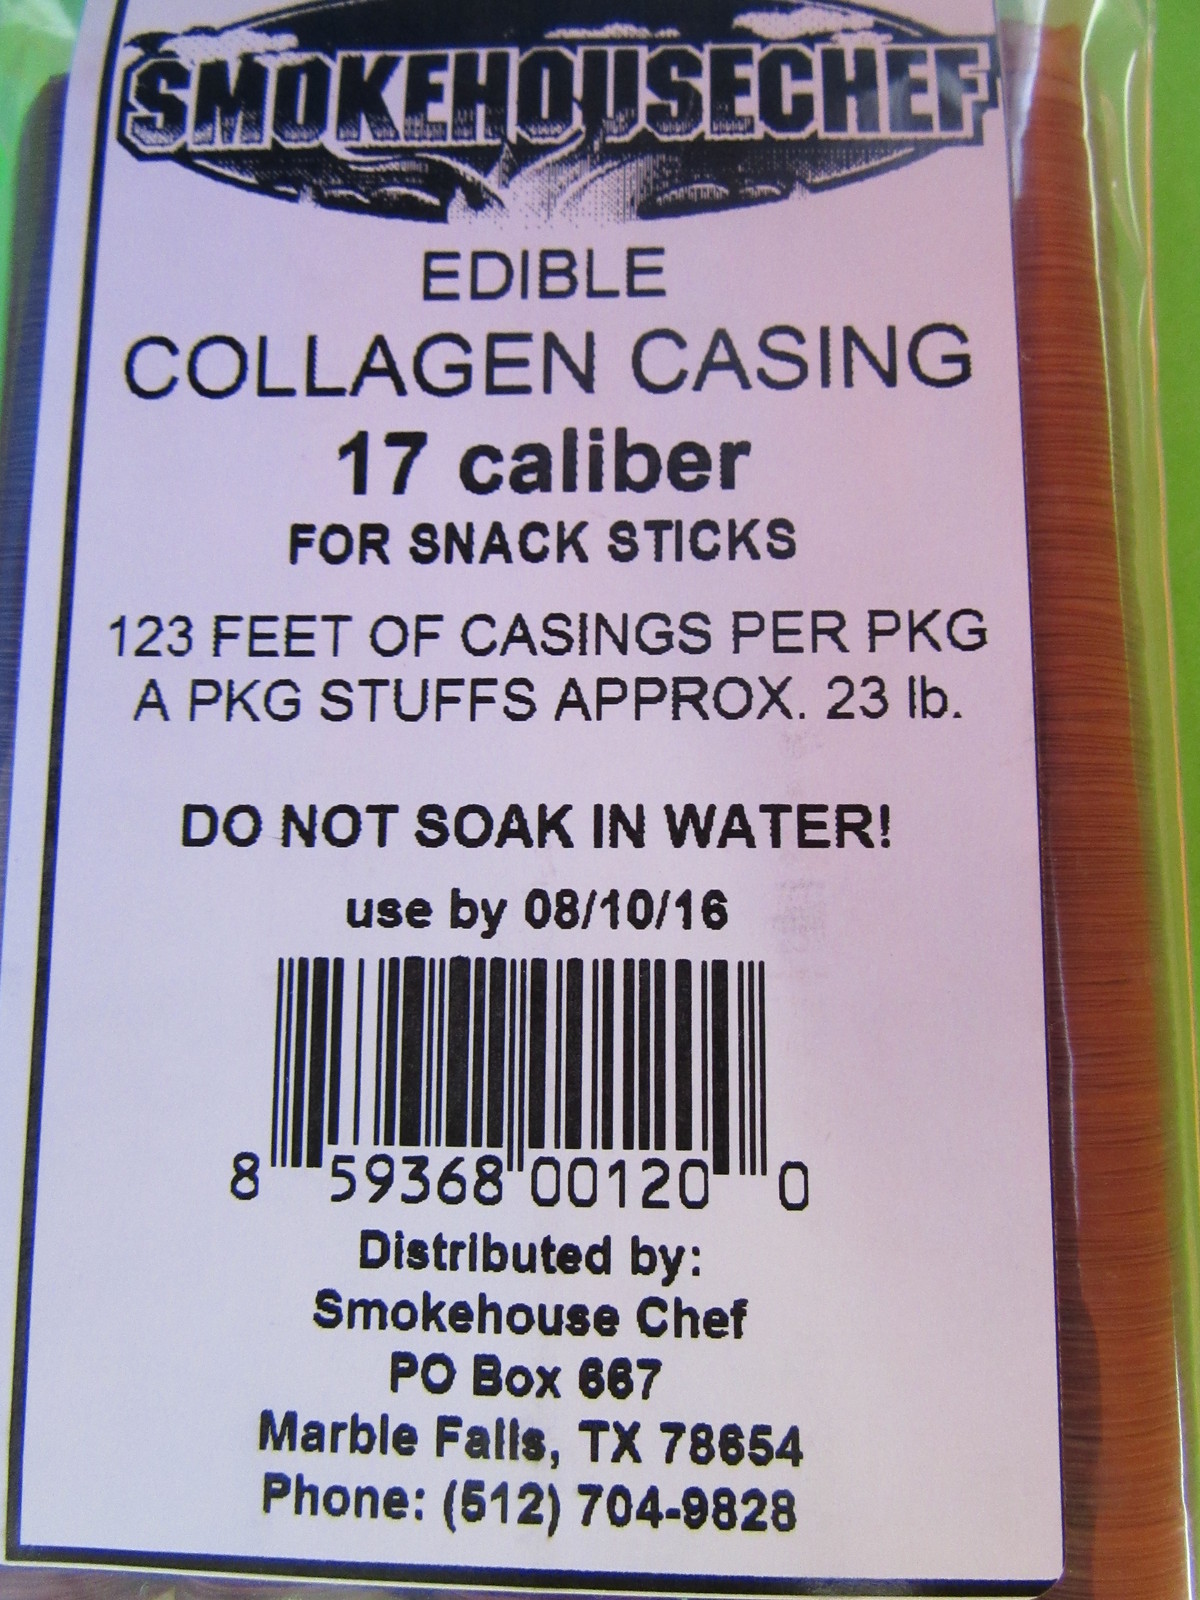 SMOKEHOUSECHEF
EDIBLE
COLLAGEN CASING
17 caliber
FOR SNACK STICKS
123 FEET OF CASINGS PER PKG
A PKG STUFFS APPROX. 23 lb.
DO NOT SOAK IN WATER!
use by 08/10/16
8 59368 00120 0
Distributed by:
Smokehouse Chef
PO Box 667
Marble Falls, TX 78654
Phone: (512) 704-9828